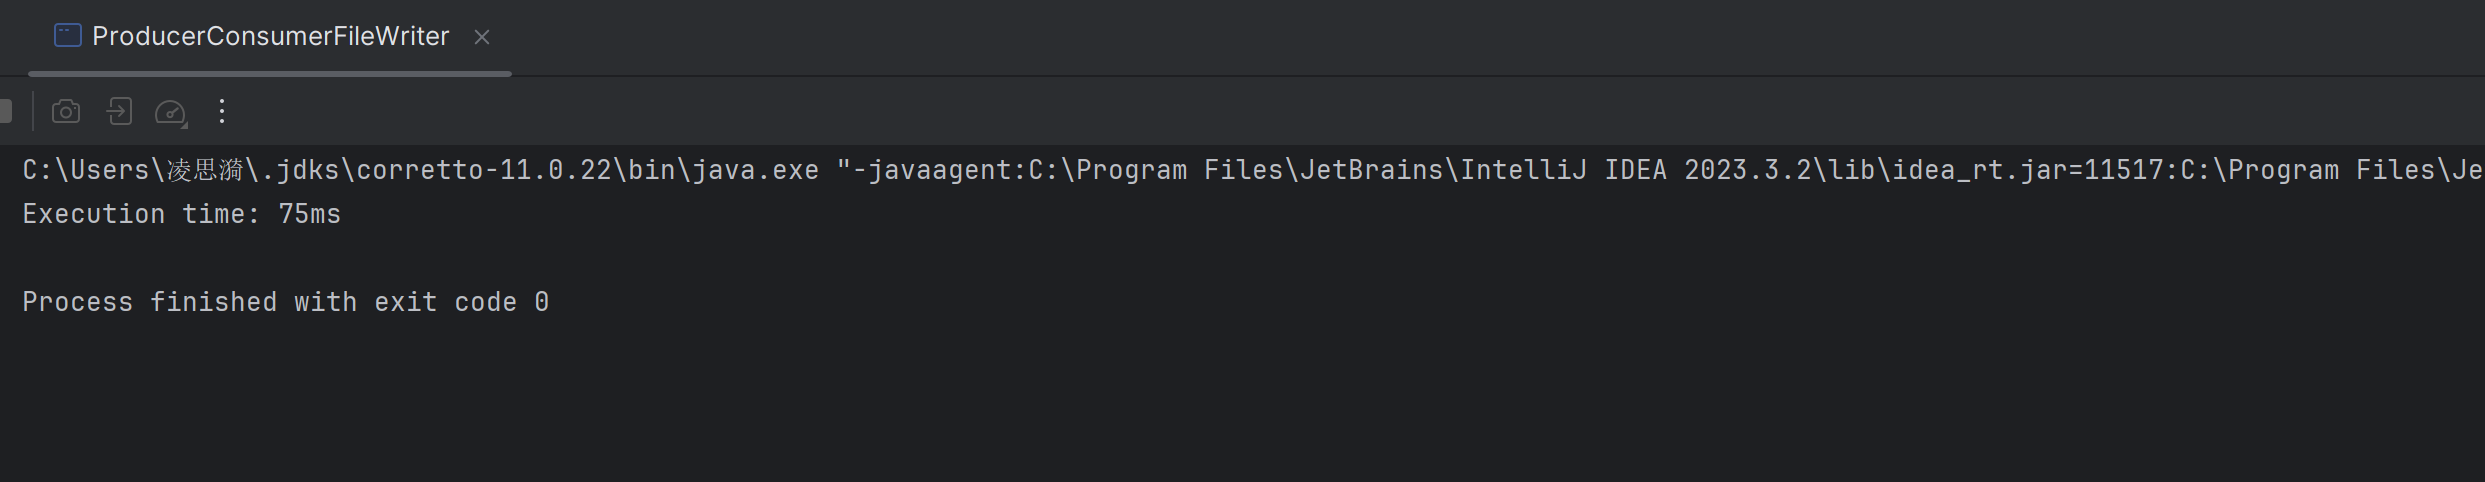 ProducerConsumerFileWriter
C:\Users\凌思漪\.jdks\corretto-11.0.22\bin\java.exe "-javaagent:C:\Program Files\JetBrains\IntelliJ IDEA 2023.3.2\lib\idea_rt.jar=11517:C:\Program Files\Je
Execution time: 75ms
Process finished with exit code 0